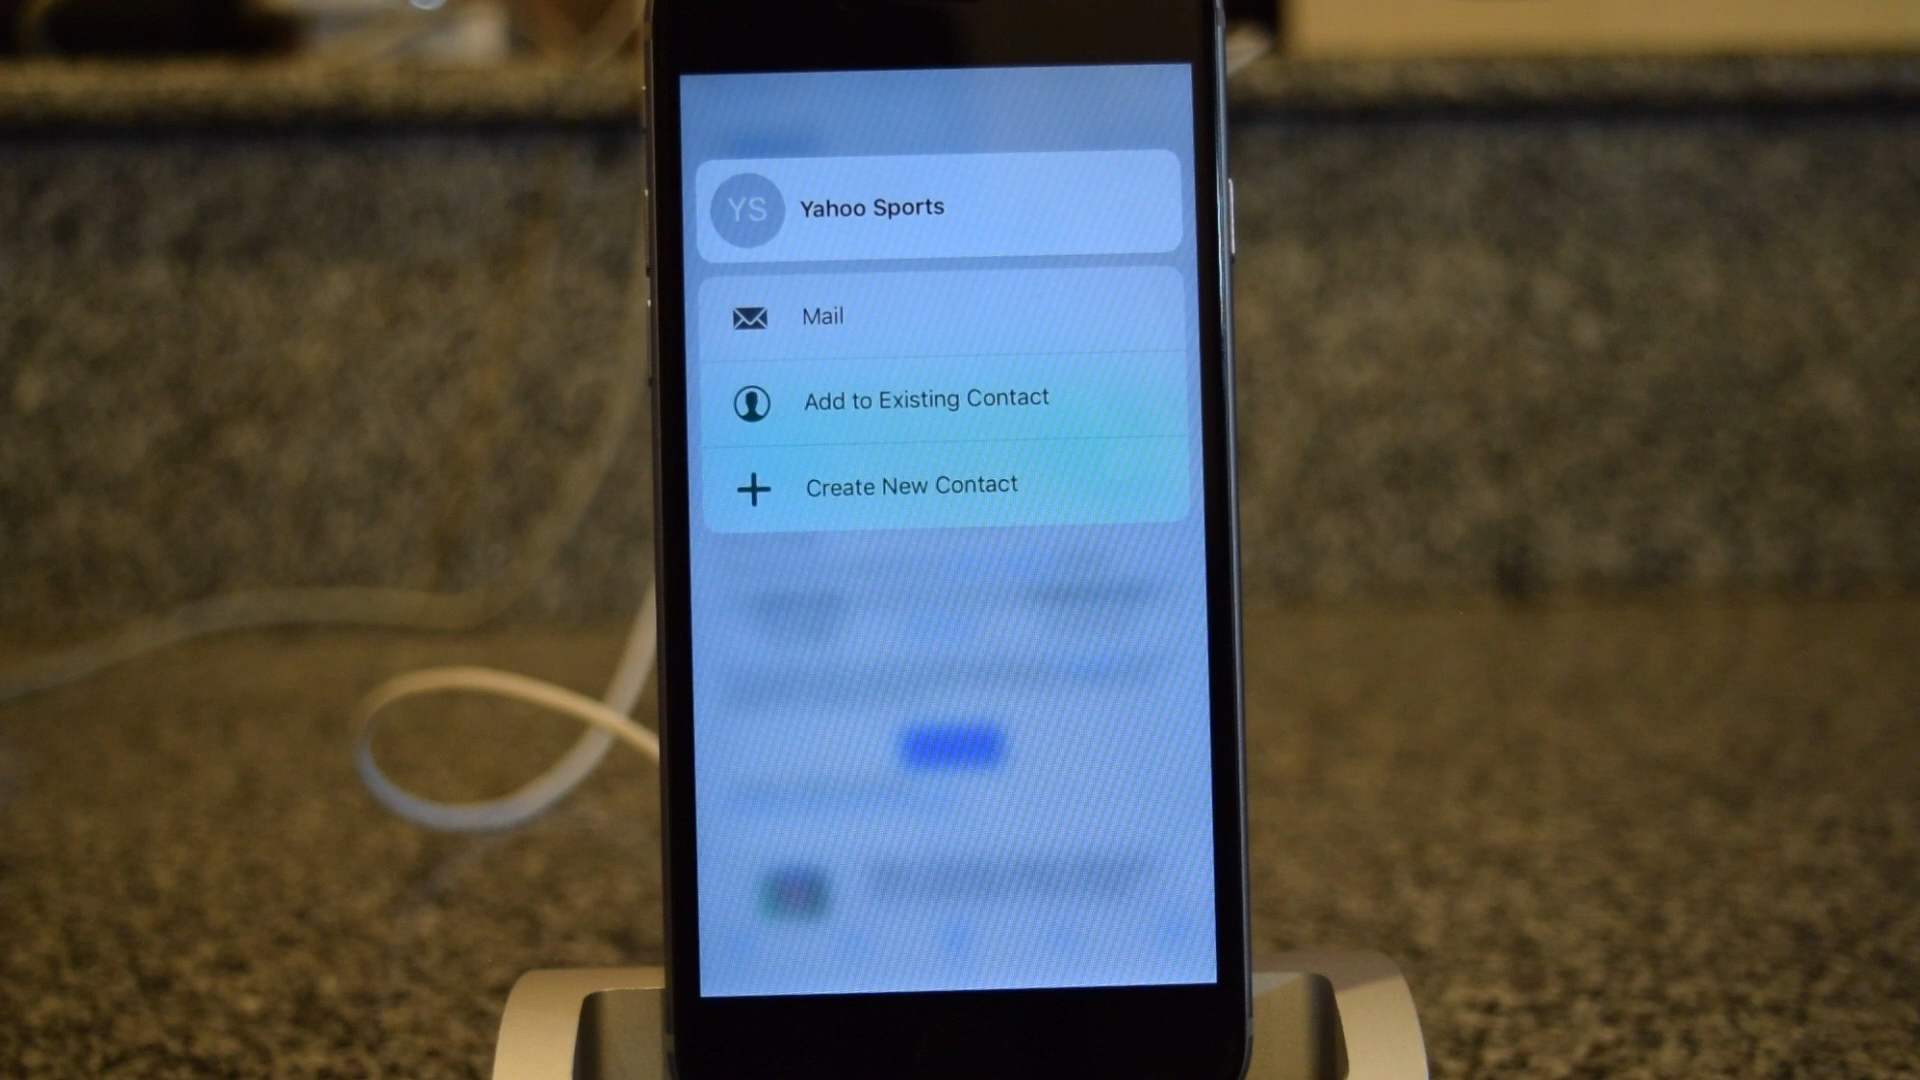 YS
Yahoo Sports
Mail
Add to Existing Contact
Create New Contact